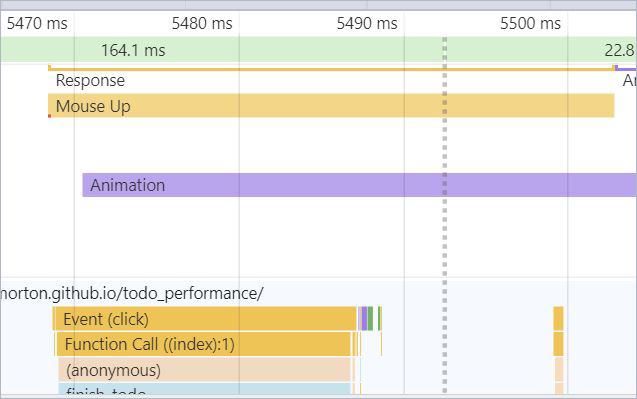 5470 ms 5480 ms 5490 ms 5500 ms
164.1 ms 22.8
Response
Mouse Up
Animation
morton.github.io/todo_performance/
Event (click)
Function Call ((index):1)
(anonymous)
finish_todo